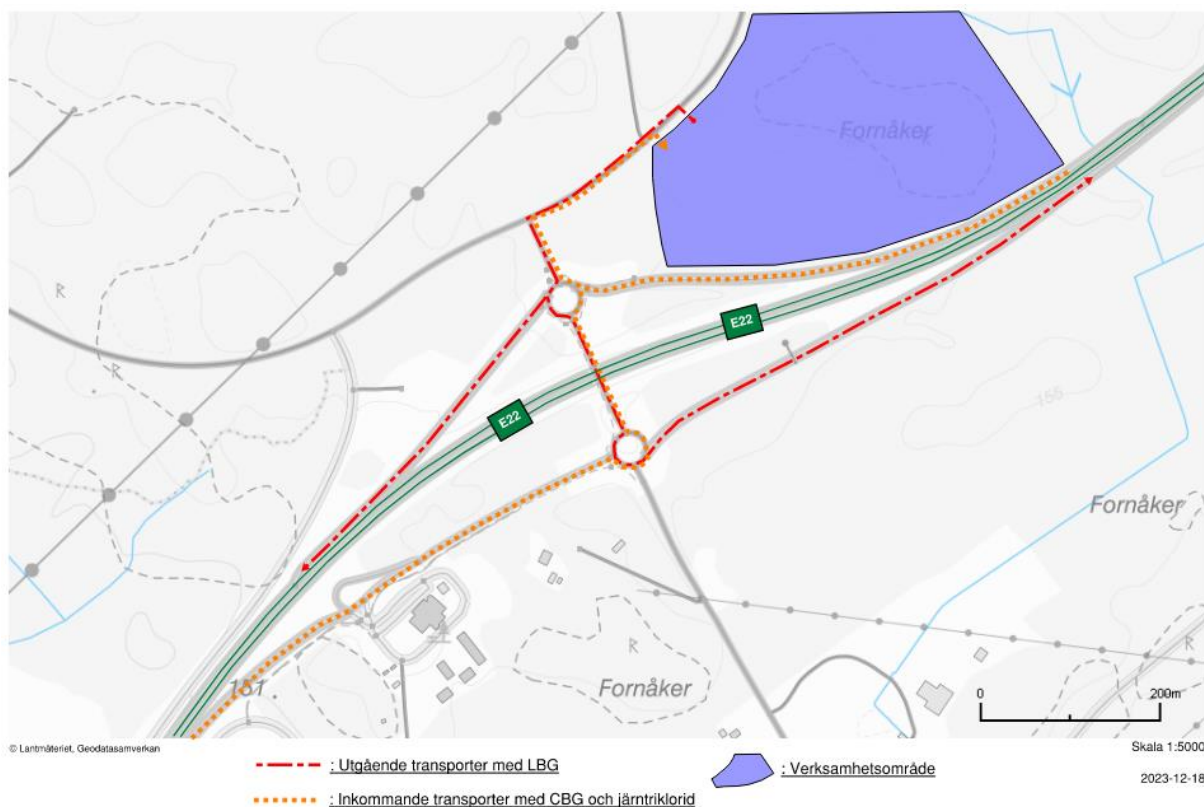 Fornåker
R
E22
R
E22
155
Fornåker
R
R
151
Fornåker
0
200m
© Lantmäteriet, Geodatasamverkan
Skala 1:5000
: Utgående transporter med LBG
: Verksamhetsområde
2023-12-18
: Inkommande transporter med CBG och järntriklorid